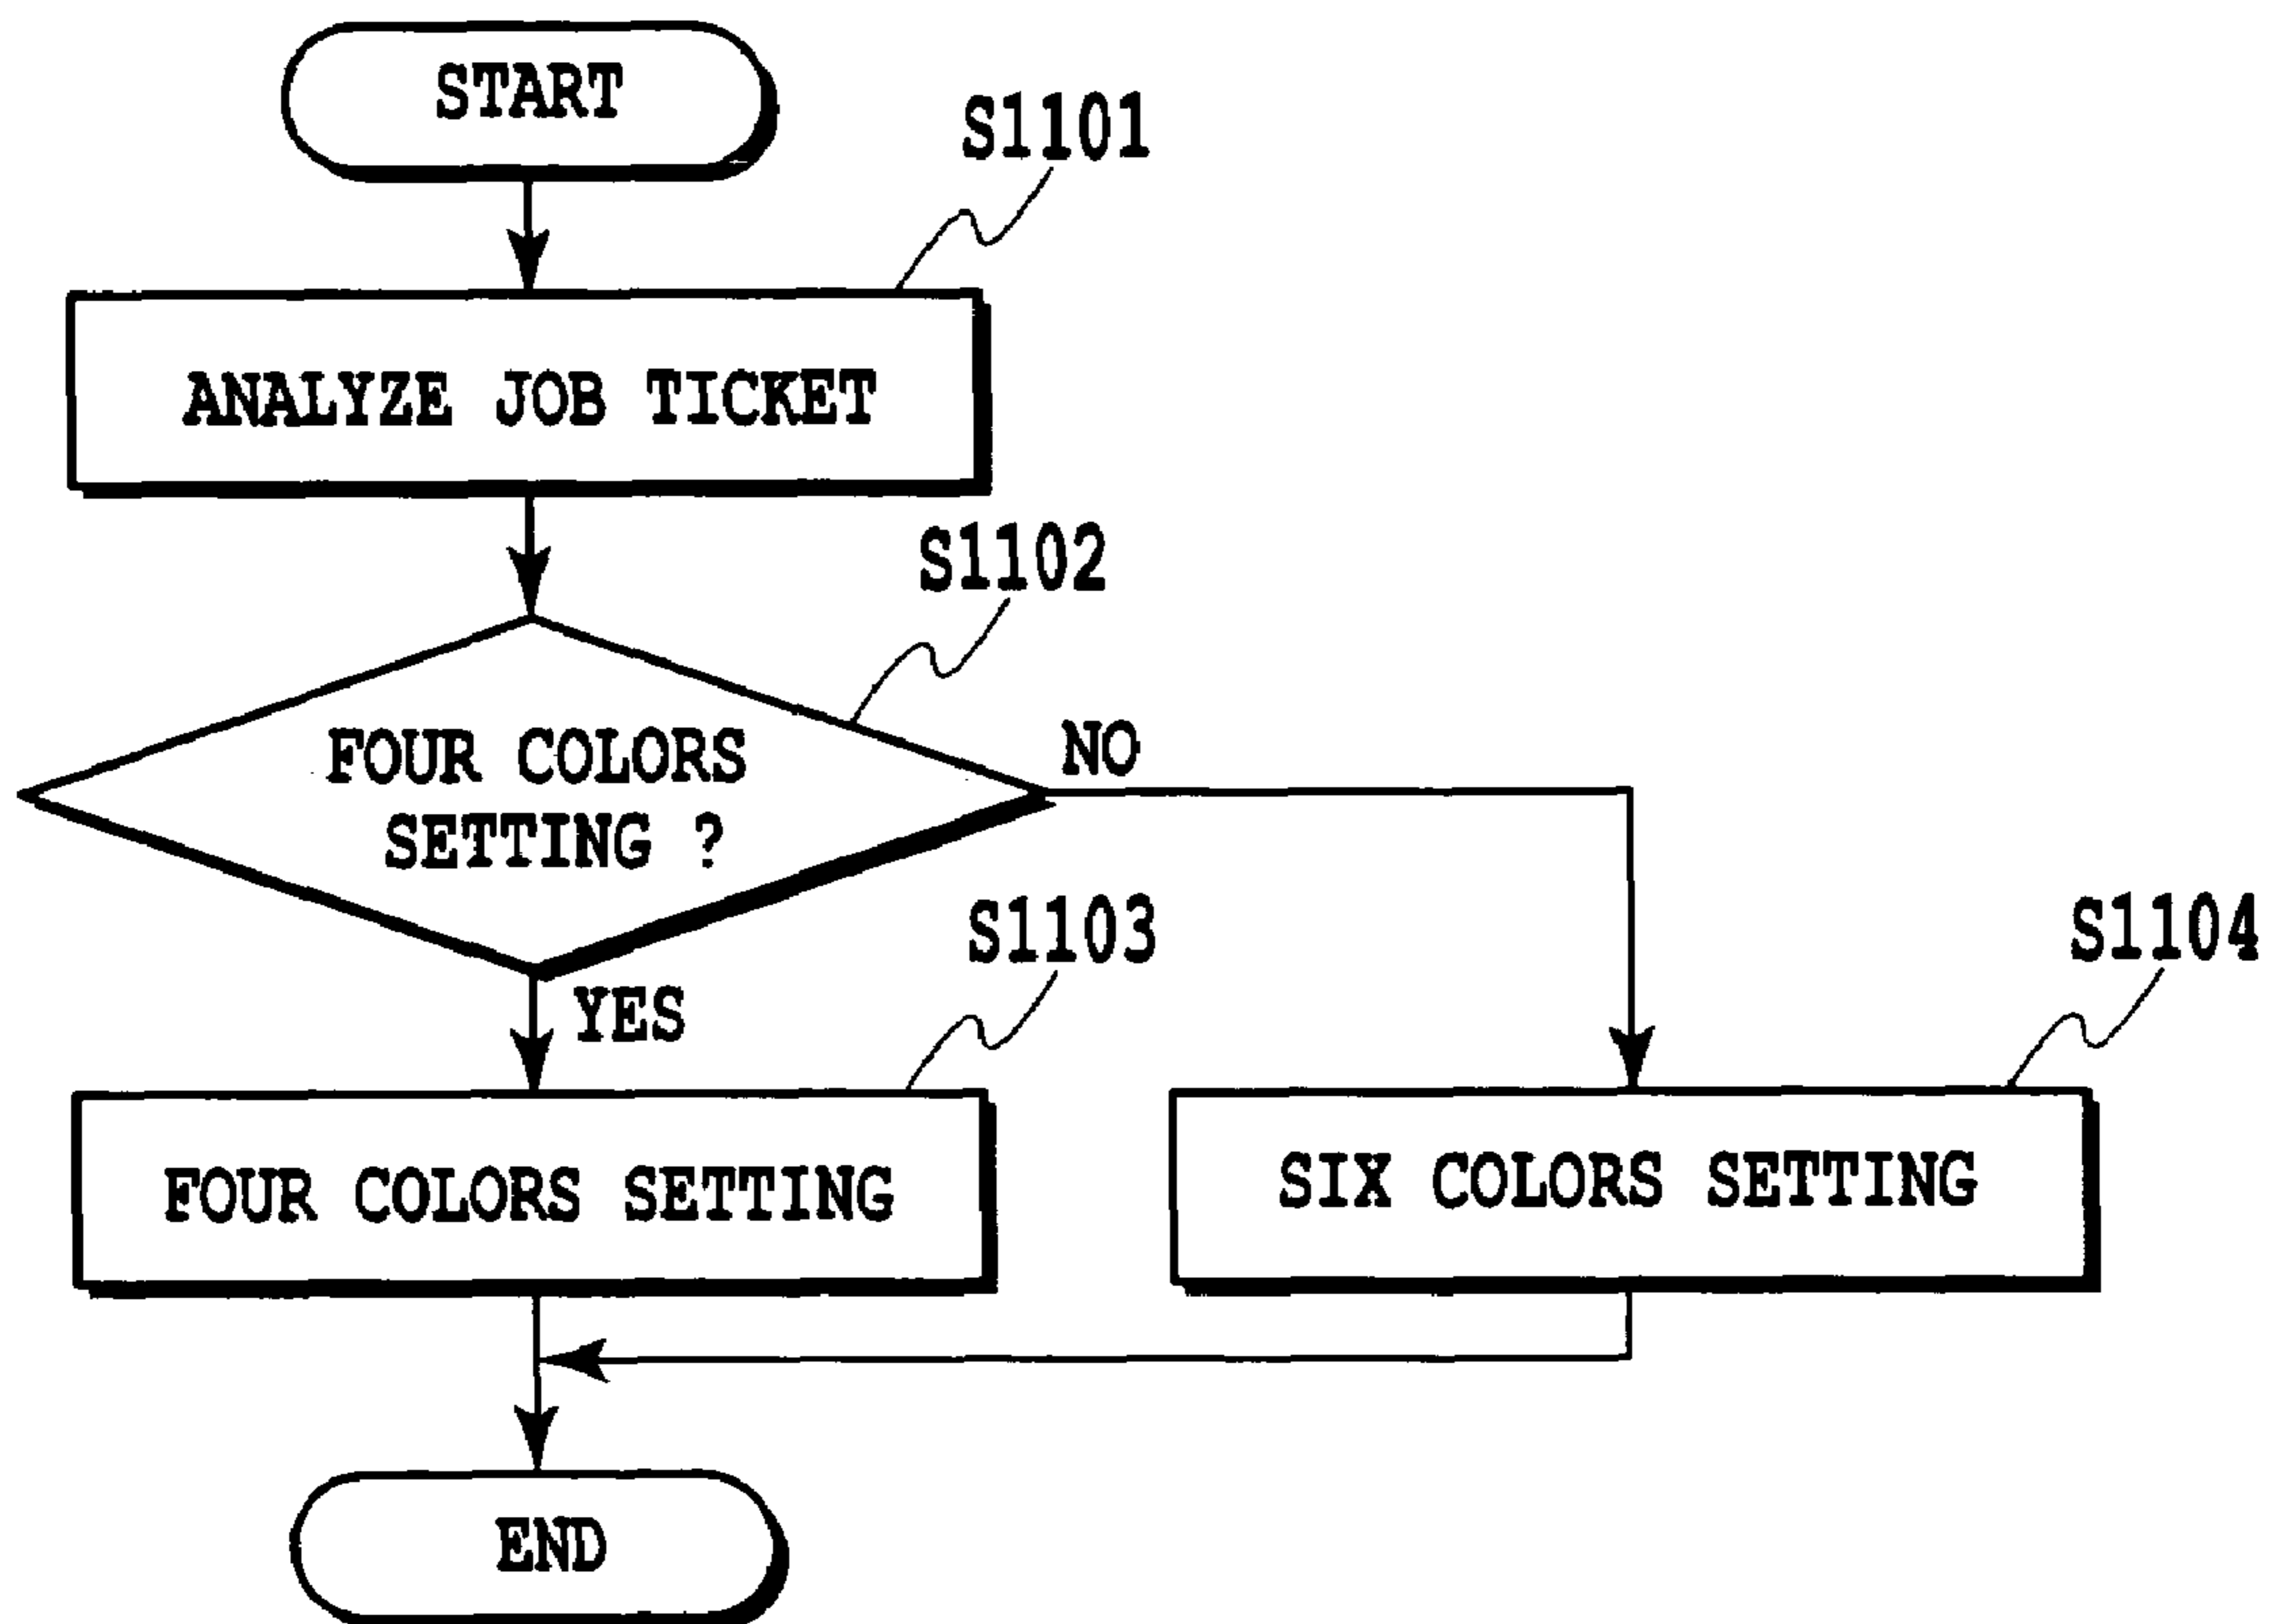 START
S1101
ANALYZE JOB TICKET
S1102
FOUR COLORS
SETTING ?
NO
YES
S1103
S1104
FOUR COLORS SETTING
SIX COLORS SETTING
END